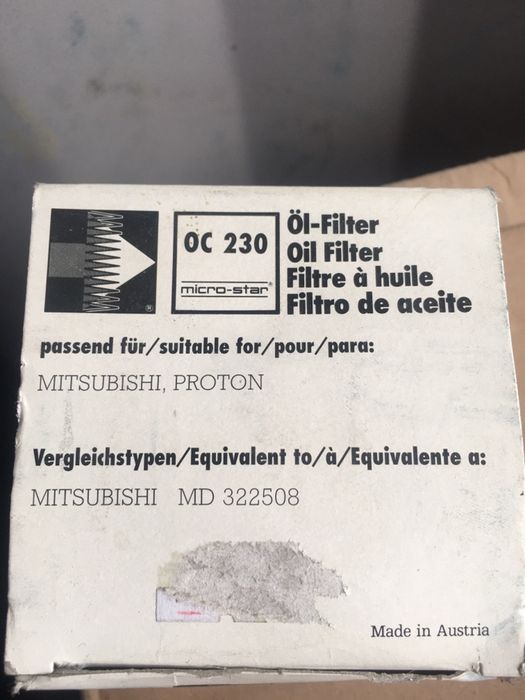 OC 230
micro-star®
Öl-Filter
Oil Filter
Filtre à huile
Filtro de aceite
passend für/suitable for/pour/para:
MITSUBISHI, PROTON
Vergleichstypen/Equivalent to/à/Equivalente a:
MITSUBISHI MD 322508
Made in Austria